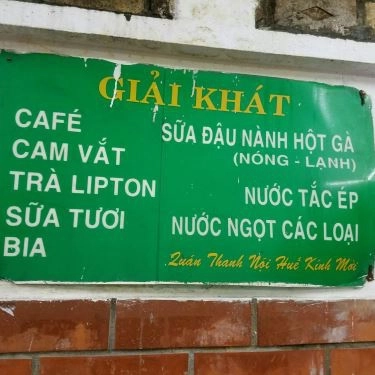 GIẢI KHÁT
CAFÉ
CAM VẮT
TRÀ LIPTON
SỮA TƯƠI
BIA
SỮA ĐẬU NÀNH HỘT GÀ
(NÓNG - LẠNH)
NƯỚC TẮC ÉP
NƯỚC NGỌT CÁC LOẠI
Quán Thanh Nội Huế Kính Mời